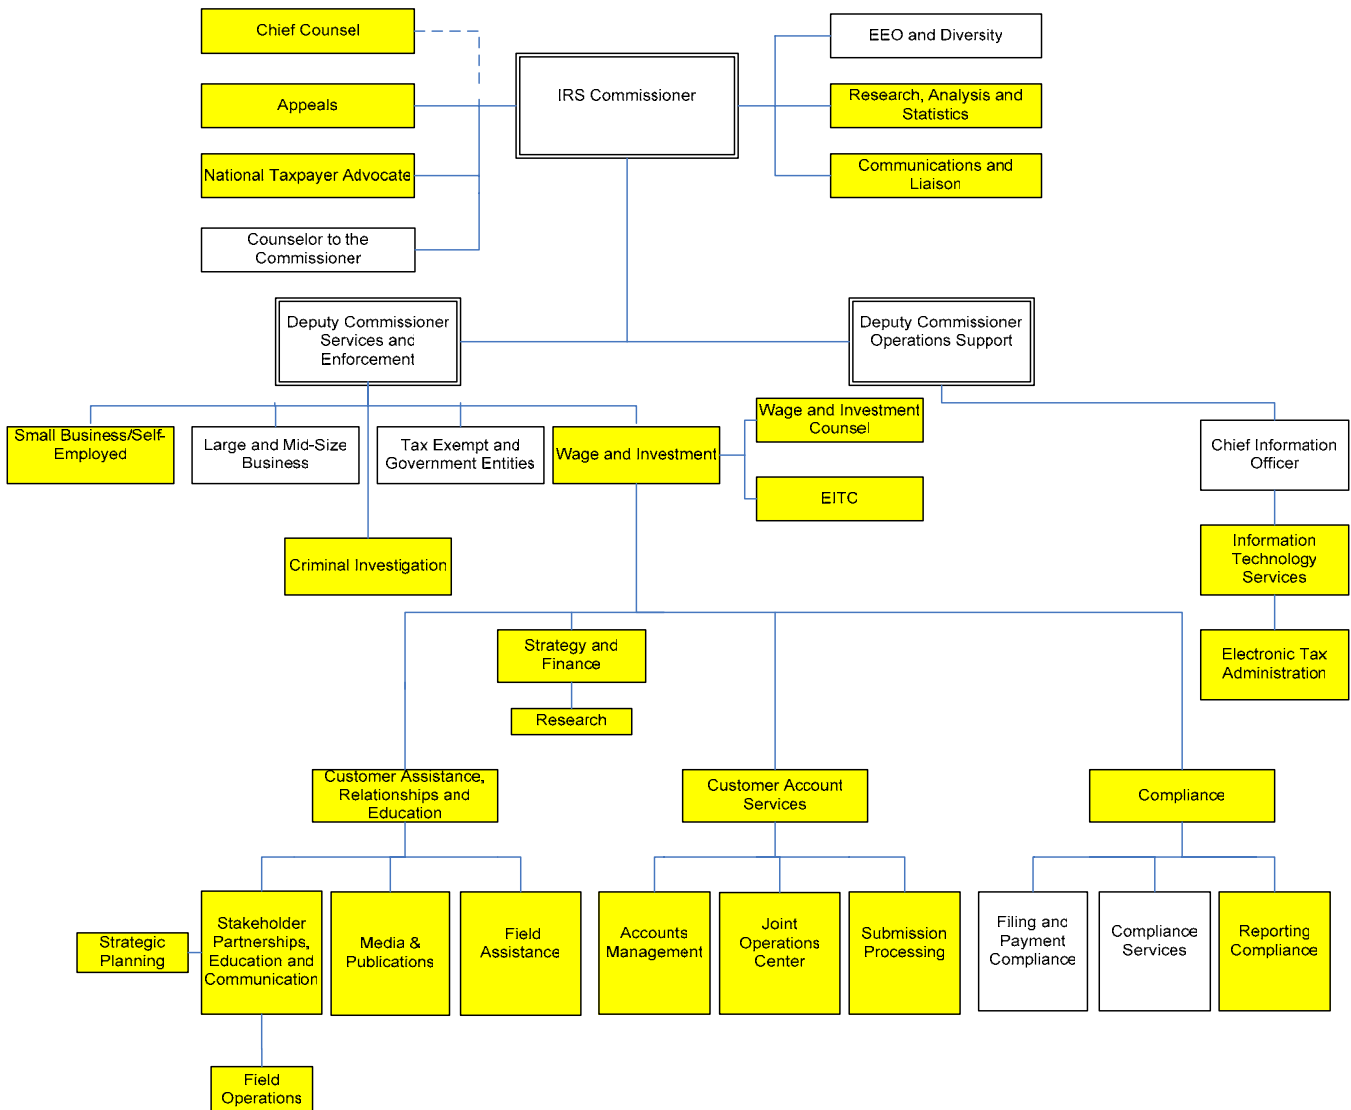 Chief Counsel
EEO and Diversity
IRS Commissioner
Appeals
Research, Analysis and
Statistics
National Taxpayer Advocate
Communications and
Liaison
Counselor to the
Commissioner
Deputy Commissioner
Services and
Enforcement
Deputy Commissioner
Operations Support
Small Business/Self-
Employed
Large and Mid-Size
Business
Tax Exempt and
Government Entities
Wage and Investment
Wage and Investment
Counsel
EITC
Chief Information
Officer
Criminal Investigation
Information
Technology
Services
Strategy and
Finance
Electronic Tax
Administration
Research
Customer Assistance,
Relationships and
Education
Customer Account
Services
Compliance
Strategic
Planning
Stakeholder
Partnerships,
Education and
Communication
Media &
Publications
Field
Assistance
Accounts
Management
Joint
Operations
Center
Submission
Processing
Filing and
Payment
Compliance
Compliance
Services
Reporting
Compliance
Field
Operations